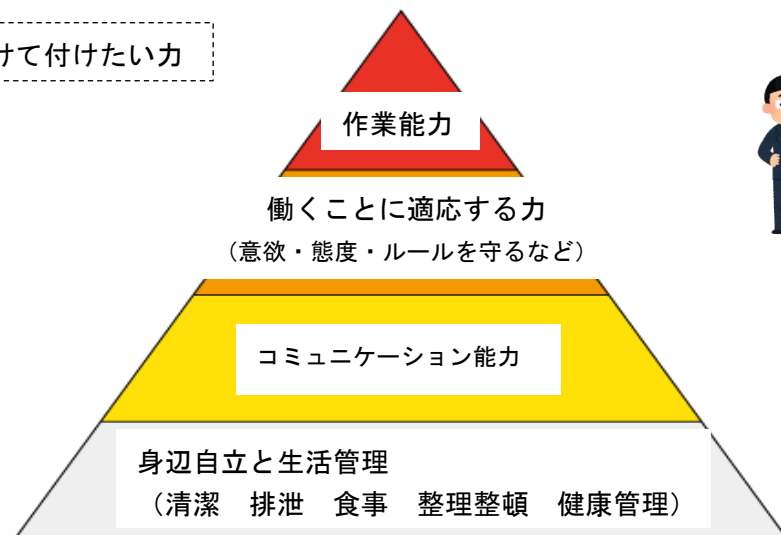 けて付けたい力
作業能力
働くことに適応する力
（意欲・態度・ルールを守るなど）
コミュニケーション能力
身辺自立と生活管理
（清潔　排泄　食事　整理整頓　健康管理）